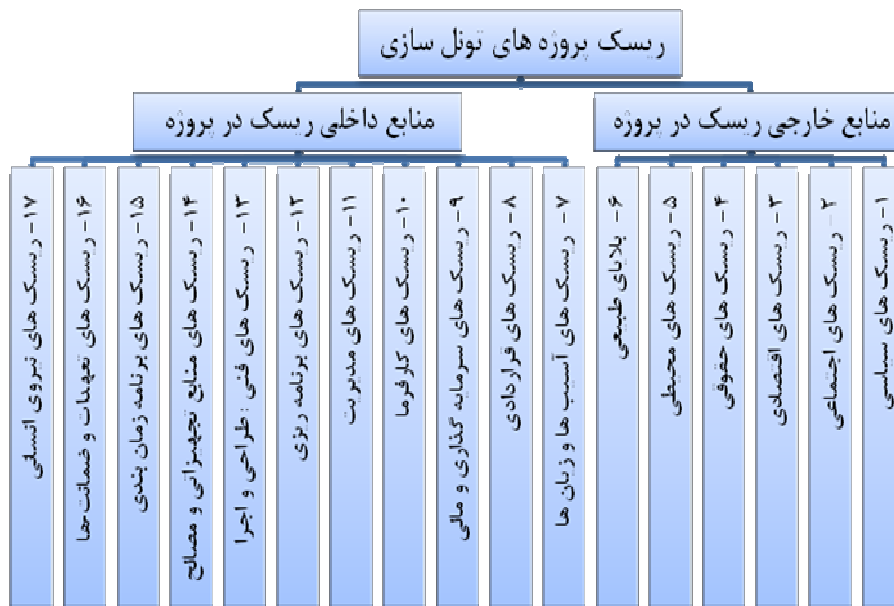 ریسک پروژه های تونل سازی
منابع خارجی ریسک در پروژه
۱- ریسک های سیاسی
۲- ریسک های اجتماعی
۳- ریسک های اقتصادی
۴- ریسک های حقوقی
۵- ریسک های محیطی
۶- بلایای طبیعی
منابع داخلی ریسک در پروژه
۷- ریسک های آسیب ها و زیان ها
۸- ریسک های قراردادی
۹- ریسک های سرمایه گذاری و مالی
۱۰- ریسک های کارفرما
۱۱- ریسک های مدیریت
۱۲- ریسک های برنامه ریزی
۱۳- ریسک های فنی : طراحی و اجرا
۱۴- ریسک های منابع تجهیزاتی و مصالح
۱۵- ریسک های برنامه زمان بندی
۱۶- ریسک های تعهدات و ضمانت ها
۱۷- ریسک های نیروی انسانی